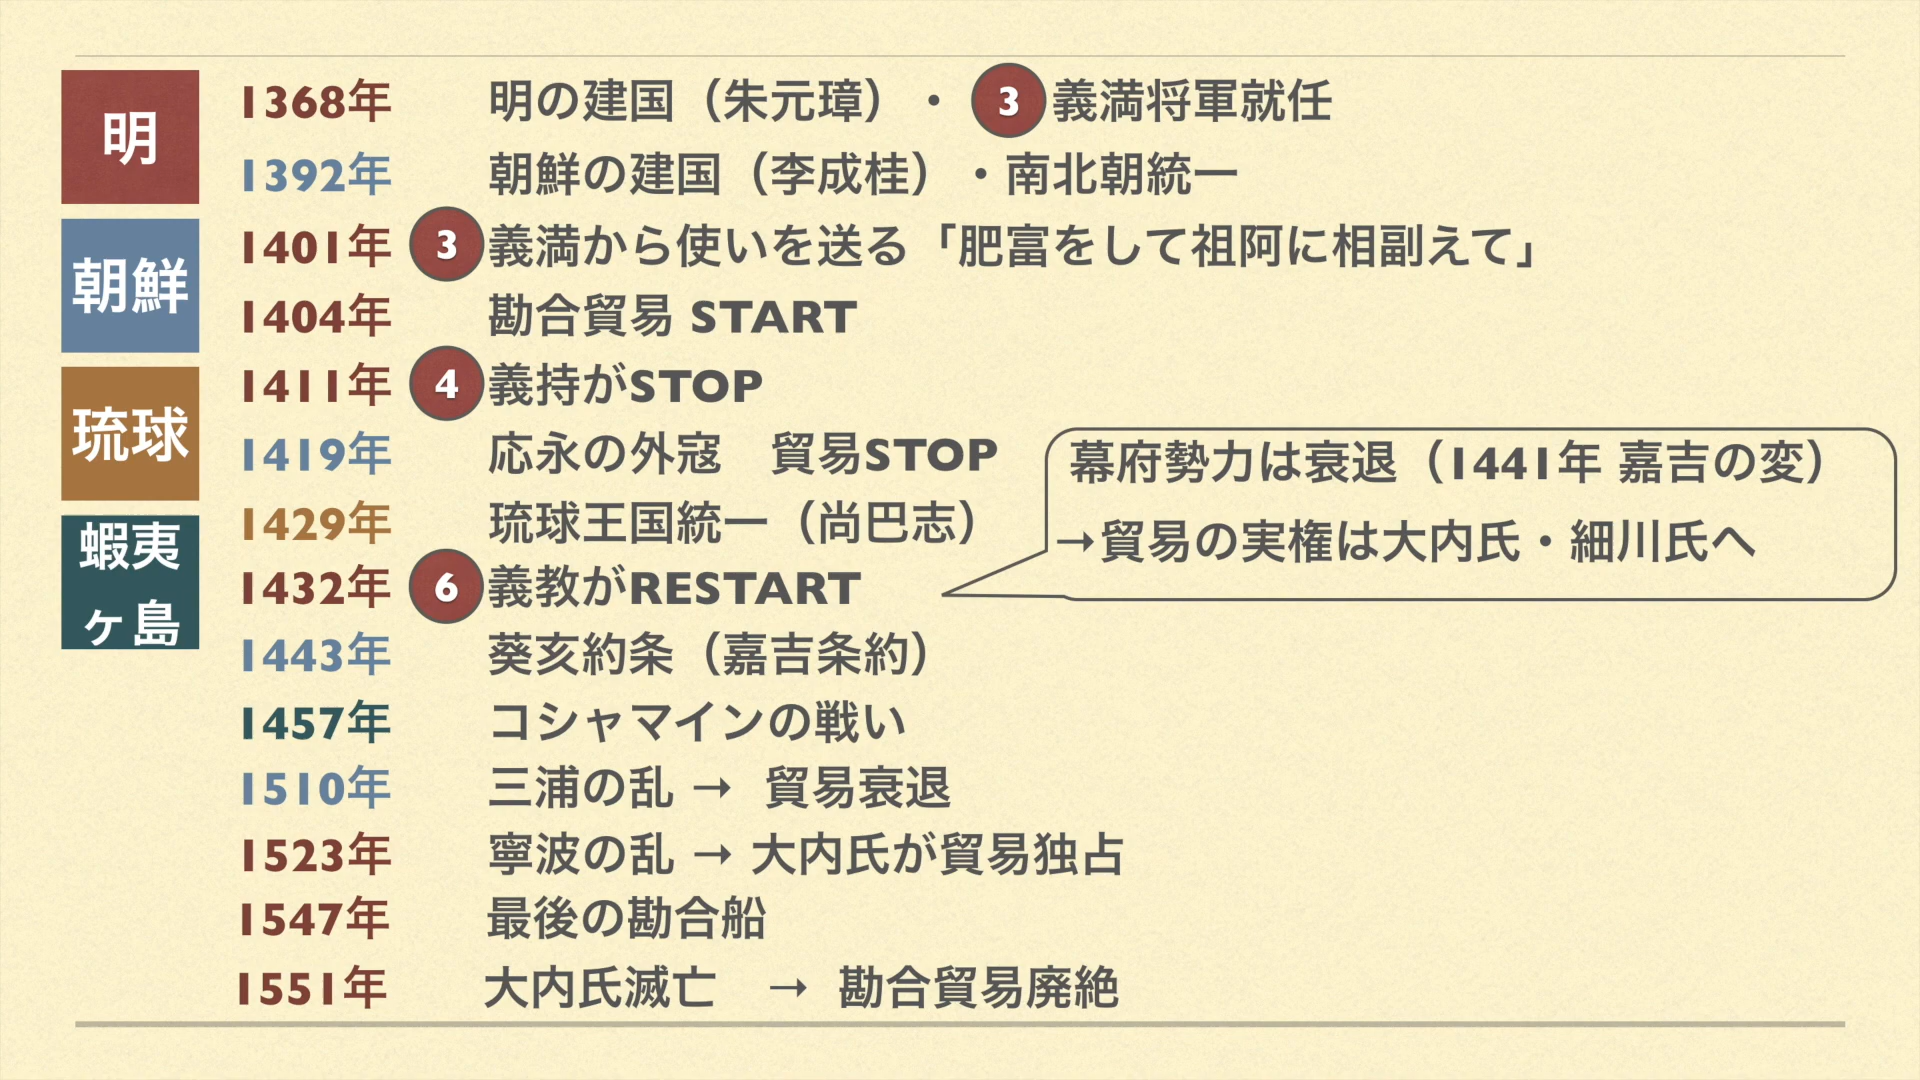 明
朝鮮
琉球
蝦夷
ヶ島
1368年 明の建国（朱元璋）・ 3 義満将軍就任
1392年 朝鮮の建国（李成桂）・南北朝統一
1401年 3 義満から使いを送る「肥富をして祖阿に相副えて」
1404年 勘合貿易 START
1411年 4 義持がSTOP
1419年 応永の外寇 貿易STOP
1429年 琉球王国統一（尚巴志）
1432年 6 義教がRESTART
幕府勢力は衰退（1441年 嘉吉の変）
→貿易の実権は大内氏・細川氏へ
1443年 葵亥約条（嘉吉条約）
1457年 コシャマインの戦い
1510年 三浦の乱 → 貿易衰退
1523年 寧波の乱 → 大内氏が貿易独占
1547年 最後の勘合船
1551年 大内氏滅亡 → 勘合貿易廃絶